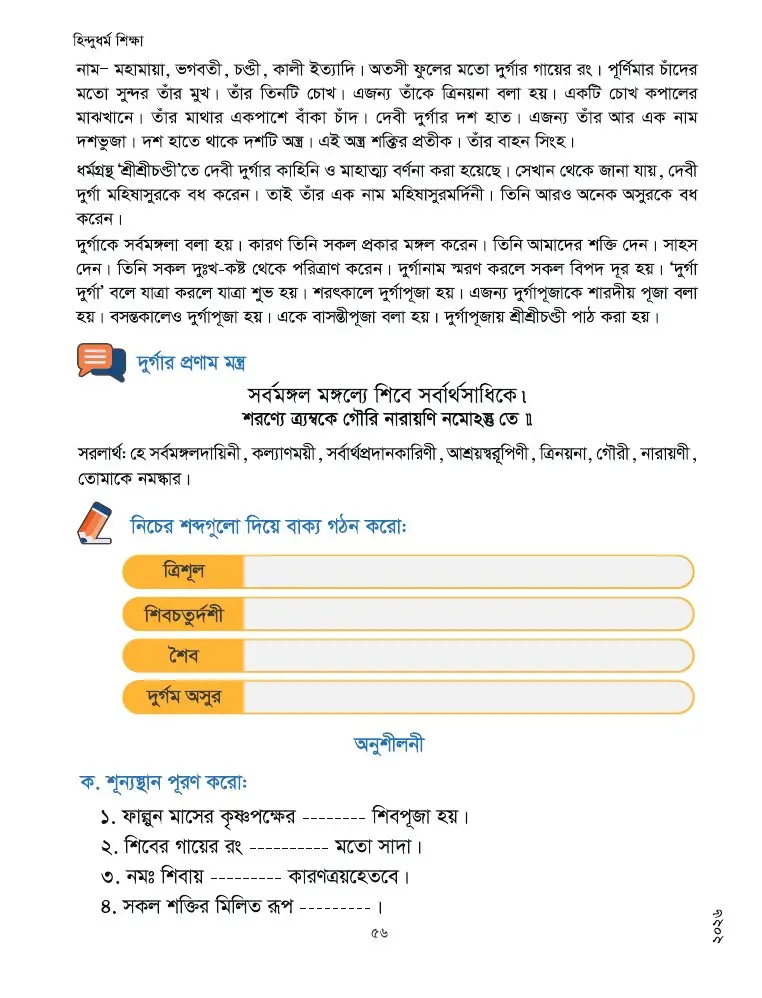 হিন্দুধর্ম শিক্ষা
নাম– মহামায়া, ভগবতী, চণ্ডী, কালী ইত্যাদি। অতসী ফুলের মতো দুর্গার গায়ের রং। পূর্ণিমার চাঁদের
মতো সুন্দর তাঁর মুখ। তাঁর তিনটি চোখ। এজন্য তাঁকে ত্রিনয়না বলা হয়। একটি চোখ কপালের
মাঝখানে। তাঁর মাথার একপাশে বাঁকা চাঁদ। দেবী দুর্গার দশ হাত। এজন্য তাঁর আর এক নাম
দশভুজা। দশ হাতে থাকে দশটি অস্ত্র। এই অস্ত্র শক্তির প্রতীক। তাঁর বাহন সিংহ।
ধর্মগ্রন্থ ‘শ্রীশ্রীচণ্ডী’তে দেবী দুর্গার কাহিনি ও মাহাত্ম্য বর্ণনা করা হয়েছে। সেখান থেকে জানা যায়, দেবী
দুর্গা মহিষাসুরকে বধ করেন। তাই তাঁর এক নাম মহিষাসুরমর্দিনী। তিনি আরও অনেক অসুরকে বধ
করেন।
দুর্গাকে সর্বমঙ্গলা বলা হয়। কারণ তিনি সকল প্রকার মঙ্গল করেন। তিনি আমাদের শক্তি দেন। সাহস
দেন। তিনি সকল দুঃখ-কষ্ট থেকে পরিত্রাণ করেন। দুর্গানাম স্মরণ করলে সকল বিপদ দূর হয়। ‘দুর্গা
দুর্গা’ বলে যাত্রা করলে যাত্রা শুভ হয়। শরৎকালে দুর্গাপূজা হয়। এজন্য দুর্গাপূজাকে শারদীয় পূজা বলা
হয়। বসন্তকালেও দুর্গাপূজা হয়। একে বাসন্তীপূজা বলা হয়। দুর্গাপূজায় শ্রীশ্রীচণ্ডী পাঠ করা হয়।
দুর্গার প্রণাম মন্ত্র
সর্বমঙ্গল মঙ্গল্যে শিবে সর্বার্থসাধিকে।
শরণ্যে ত্র্যম্বকে গৌরি নারায়ণি নমোঽস্তু তে॥
সরলার্থ: হে সর্বমঙ্গলদায়িনী, কল্যাণময়ী, সর্বার্থপ্রদানকারিণী, আশ্রয়স্বরূপিণী, ত্রিনয়না, গৌরী, নারায়ণী,
তোমাকে নমস্কার।
নিচের শব্দগুলো দিয়ে বাক্য গঠন করো:
ত্রিশূল
শিবচতুর্দশী
শৈব
দুর্গম অসুর
অনুশীলনী
ক. শূন্যস্থান পূরণ করো:
১. ফাল্গুন মাসের কৃষ্ণপক্ষের -------- শিবপূজা হয়।
২. শিবের গায়ের রং ---------- মতো সাদা।
৩. নমঃ শিবায় --------- কারণত্রয়হেতবে।
৪. সকল শক্তির মিলিত রূপ ---------।
৫৬
২০২৬